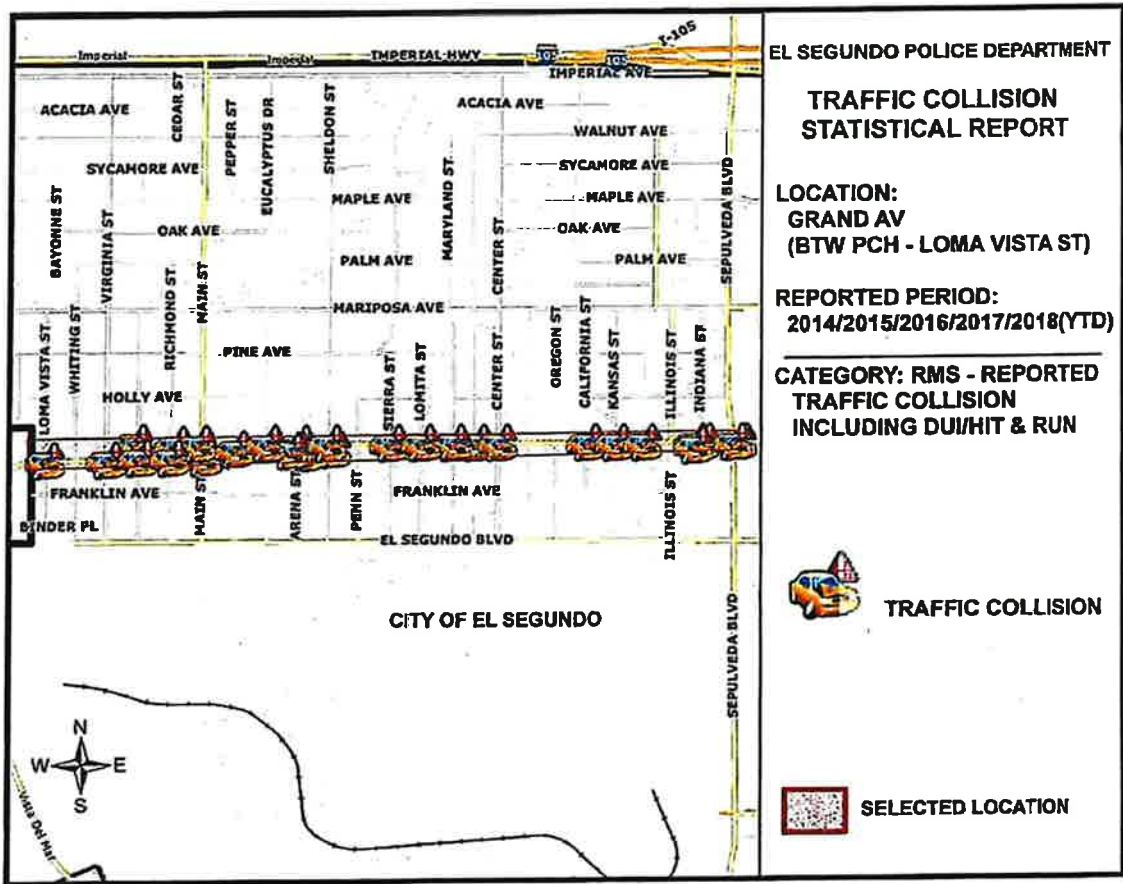 Imperial
Imperial
IMPERIAL HWY
105
105
I-105
IMPERIAL AVE
ACACIA AVE
CEDAR ST
PEPPER ST
EUCALYPTUS DR
SHELDON ST
ACACIA AVE
WALNUT AVE
SYCAMORE AVE
SYCAMORE AVE
BAYONNE ST
VIRGINIA ST
MAPLE AVE
MARYLAND ST
MAPLE AVE
SEPULVEDA BLVD
OAK AVE
OAK AVE
CENTER ST
PALM AVE
PALM AVE
RICHMOND ST
MAIN ST
MARIPOSA AVE
LOMA VISTA ST
WHITING ST
PINE AVE
SIERRA ST
LOMITA ST
CENTER ST
OREGON ST
CALIFORNIA ST
KANSAS ST
ILLINOIS ST
INDIANA ST
HOLLY AVE
FRANKLIN AVE
MAIN ST
ARENA ST
PENN ST
FRANKLIN AVE
ILLINOIS ST
BINDER PL
EL SEGUNDO BLVD
CITY OF EL SEGUNDO
SEPULVEDA BLVD
N
W E
S
Vista Del Mar
EL SEGUNDO POLICE DEPARTMENT
TRAFFIC COLLISION
STATISTICAL REPORT
LOCATION:
GRAND AV
(BTW PCH - LOMA VISTA ST)
REPORTED PERIOD:
2014/2015/2016/2017/2018(YTD)
CATEGORY: RMS - REPORTED
TRAFFIC COLLISION
INCLUDING DUI/HIT & RUN
TRAFFIC COLLISION
SELECTED LOCATION